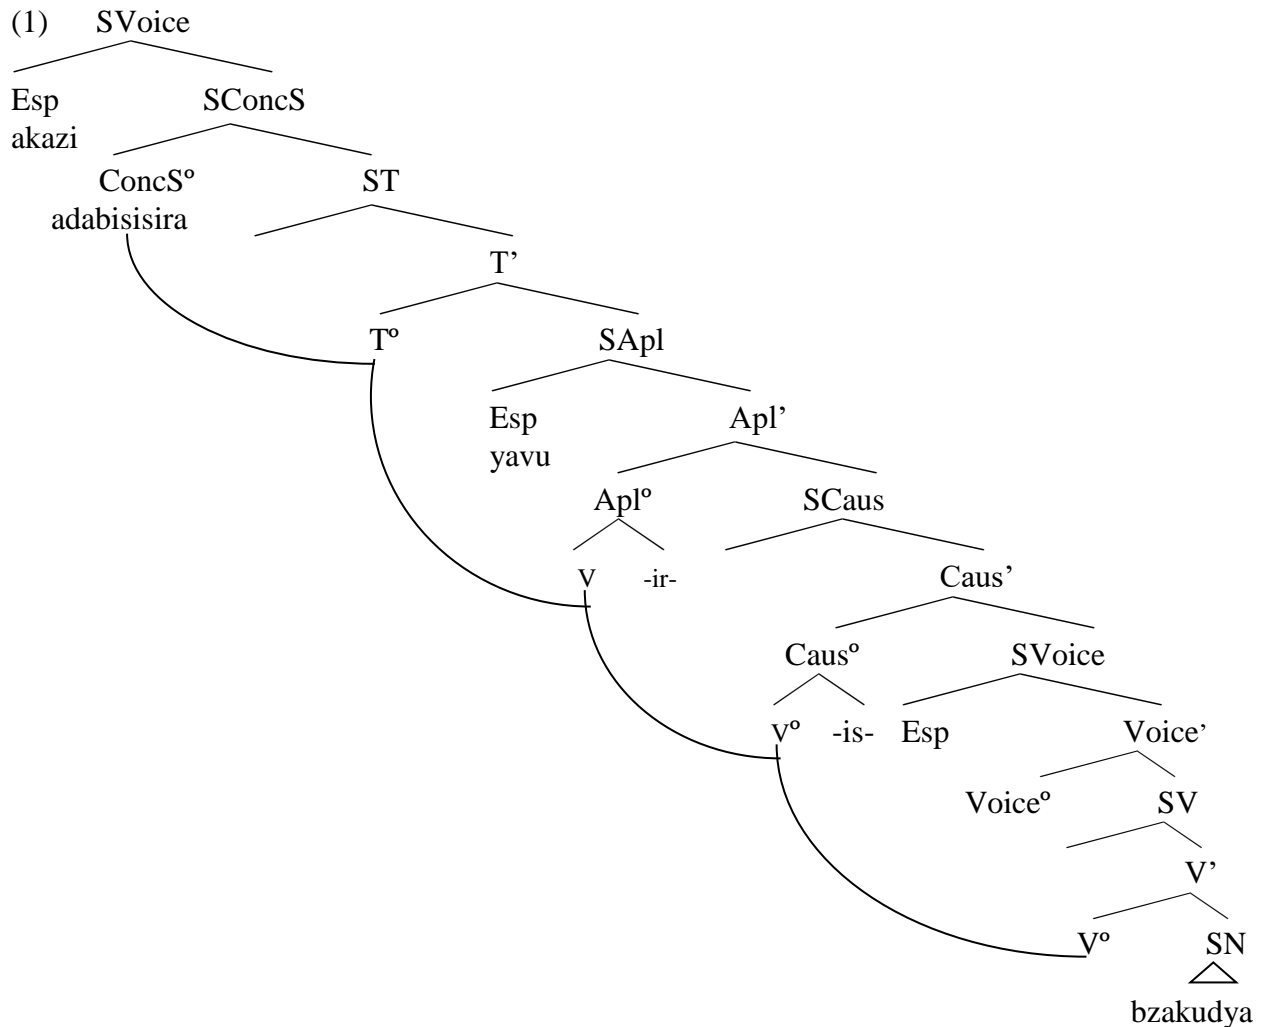 (1) SVoice
Esp SConcS
akazi
ConcSº ST
adabisisira
T’
Tº SApl
Esp Apl’
yavu
Aplº SCaus
V -ir- Caus’
Causº SVoice
Vº -is- Esp Voice’
Voiceº SV
V’
Vº SN
bzakudya